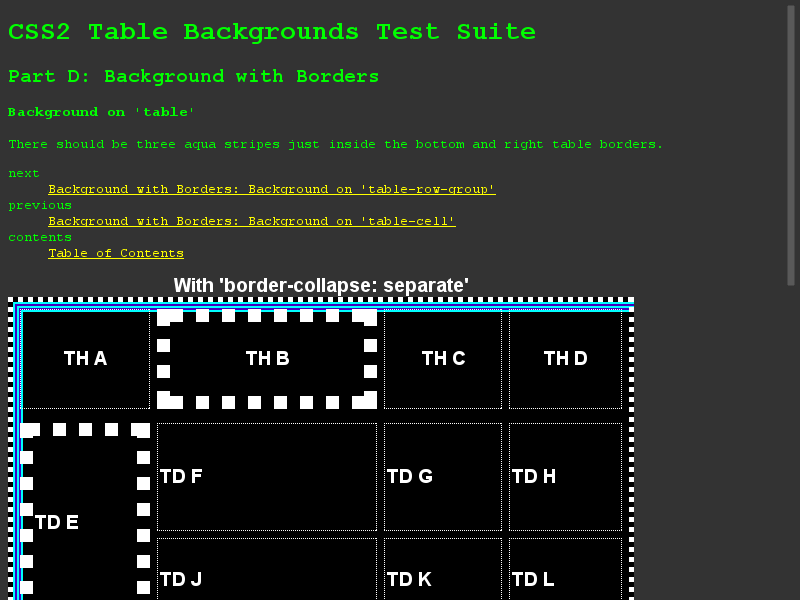 CSS2 Table Backgrounds Test Suite
Part D: Background with Borders
Background on 'table'
There should be three aqua stripes just inside the bottom and right table borders.
next
Background with Borders: Background on 'table-row-group'
previous
Background with Borders: Background on 'table-cell'
contents
Table of Contents
With 'border-collapse: separate'
TH A TH B TH C TH D
TD E
TD F TD G TD H
TD J TD K TD L